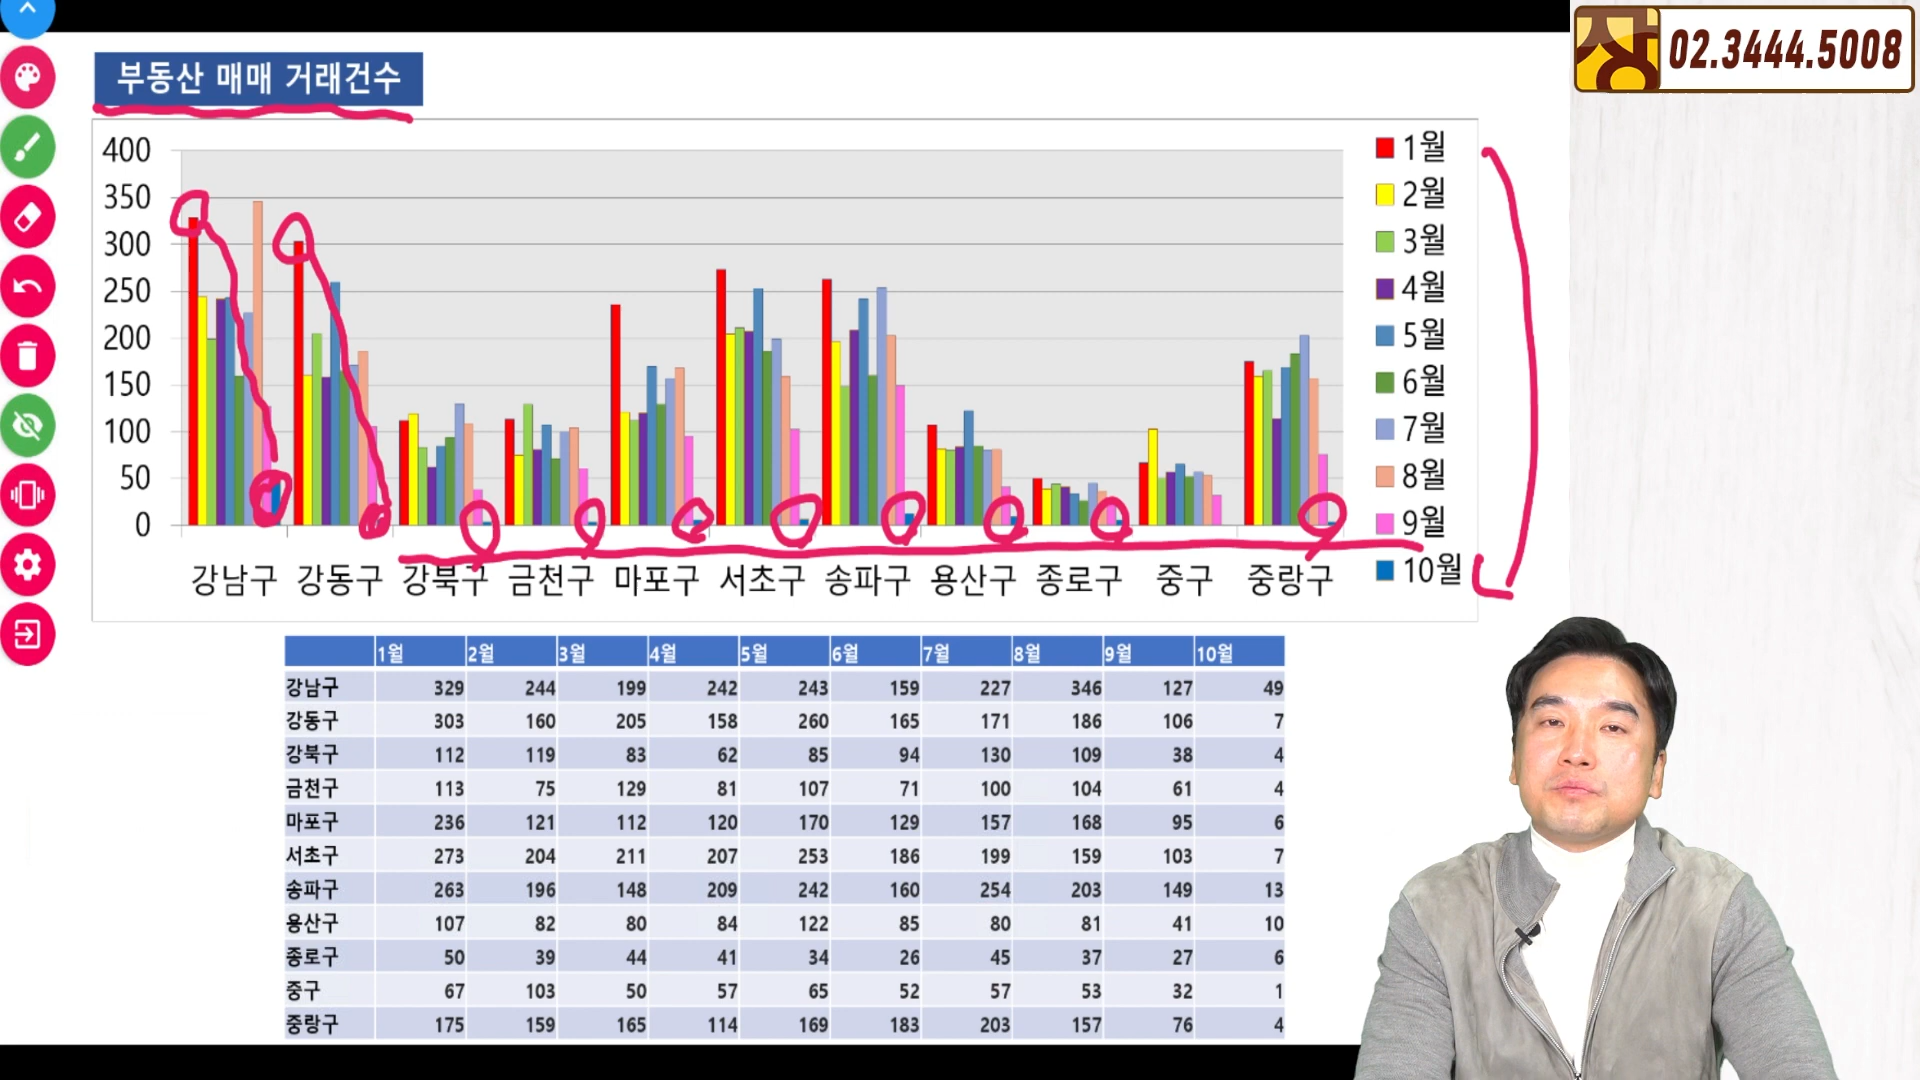 상 02.3444.5008
부동산 매매 거래건수
400
350
300
250
200
150
100
50
0
강남구 강동구 강북구 금천구 마포구 서초구 송파구 용산구 종로구 중구 중랑구
1월
2월
3월
4월
5월
6월
7월
8월
9월
10월
1월 2월 3월 4월 5월 6월 7월 8월 9월 10월
강남구 329 244 199 242 243 159 227 346 127 49
강동구 303 160 205 158 260 165 171 186 106 7
강북구 112 119 83 62 85 94 130 109 38 4
금천구 113 75 129 81 107 71 100 104 61 4
마포구 236 121 112 120 170 129 157 168 95 6
서초구 273 204 211 207 253 186 199 159 103 7
송파구 263 196 148 209 242 160 254 203 149 13
용산구 107 82 80 84 122 85 80 81 41 10
종로구 50 39 44 41 34 26 45 37 27 6
중구 67 103 50 57 65 52 57 53 32 1
중랑구 175 159 165 114 169 183 203 157 76 4